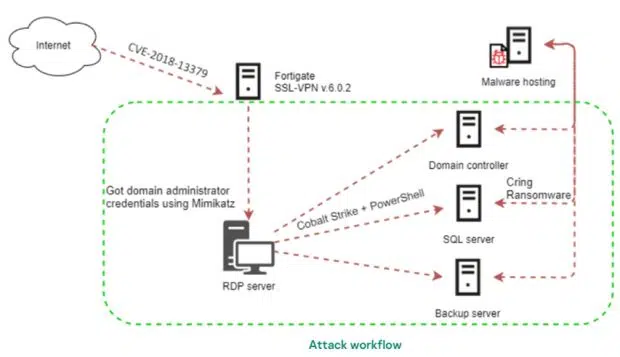 Internet
CVE-2018-13379
Fortigate
SSL-VPN v.6.0.2
Malware hosting
Domain controller
Got domain administrator
credentials using Mimikatz
Cobalt Strike + PowerShell
Cring
Ransomware
SQL server
RDP server
Backup server
Attack workflow